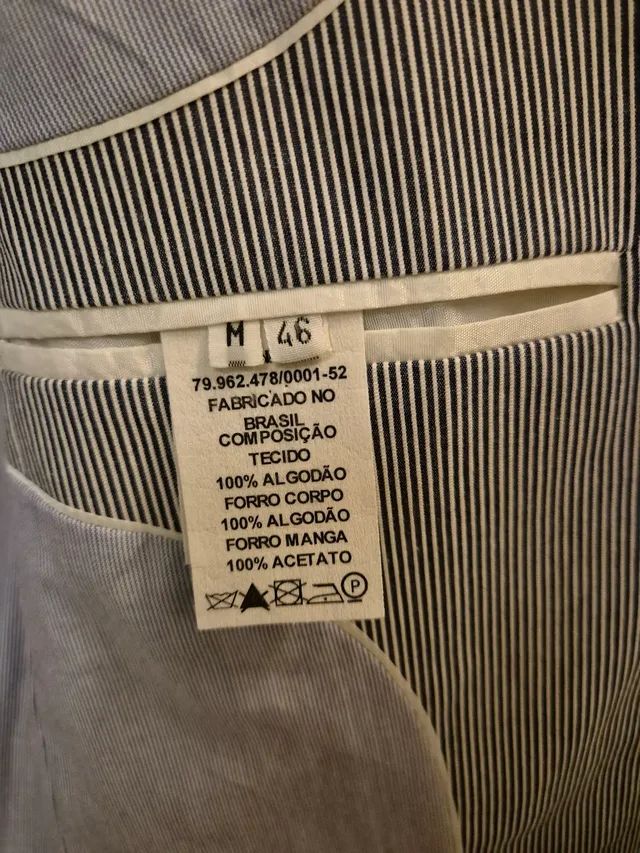 M 46
79.962.478/0001-52
FABRICADO NO
BRASIL
COMPOSIÇÃO
TECIDO
100% ALGODÃO
FORRO CORPO
100% ALGODÃO
FORRO MANGA
100% ACETATO
P